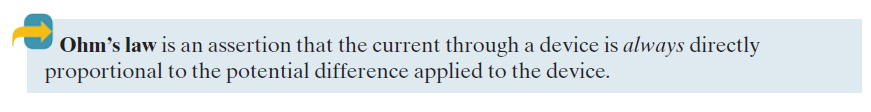 Ohm's law is an assertion that the current through a device is always directly
proportional to the potential difference applied to the device.